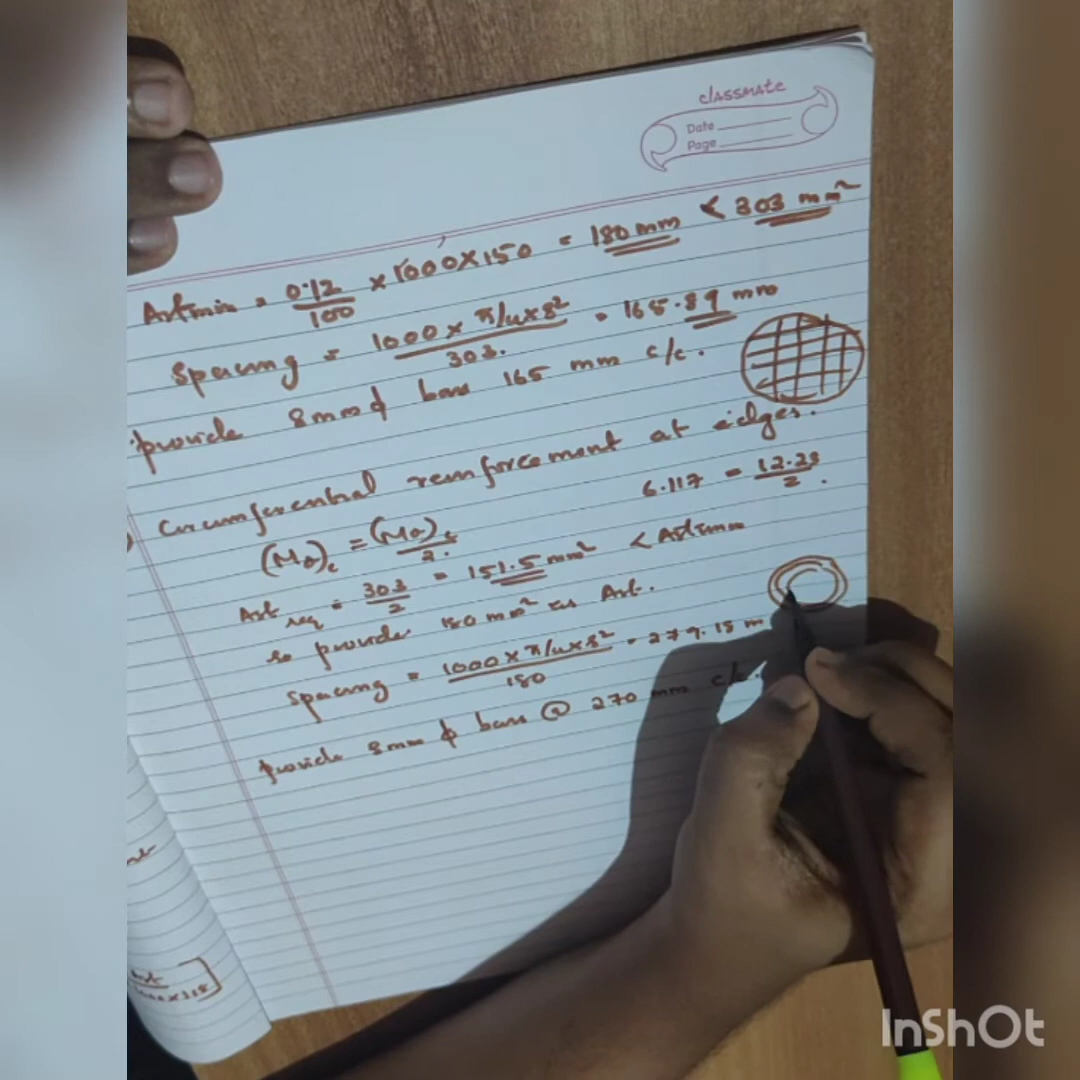 classmate
Date
Page
Astmin = 0.12/100 × 1000×150 = 180 mm < 303 mm²
Spacing = 1000 × π/4×8²/303. = 165.89 mm
provide 8mm ϕ bars 165 mm c/c.
Circumferential reinforcement at edges.
(Mθ)e = (Mθ)c/2. 6.117 = 12.23/2.
Ast req = 303/2 = 151.5 mm² < Astmin
so provide 180 mm² as Ast.
Spacing = 1000×π/4×8²/180 = 279.15 m
provide 8mm ϕ bars @ 270 mm c/c.
InShOt